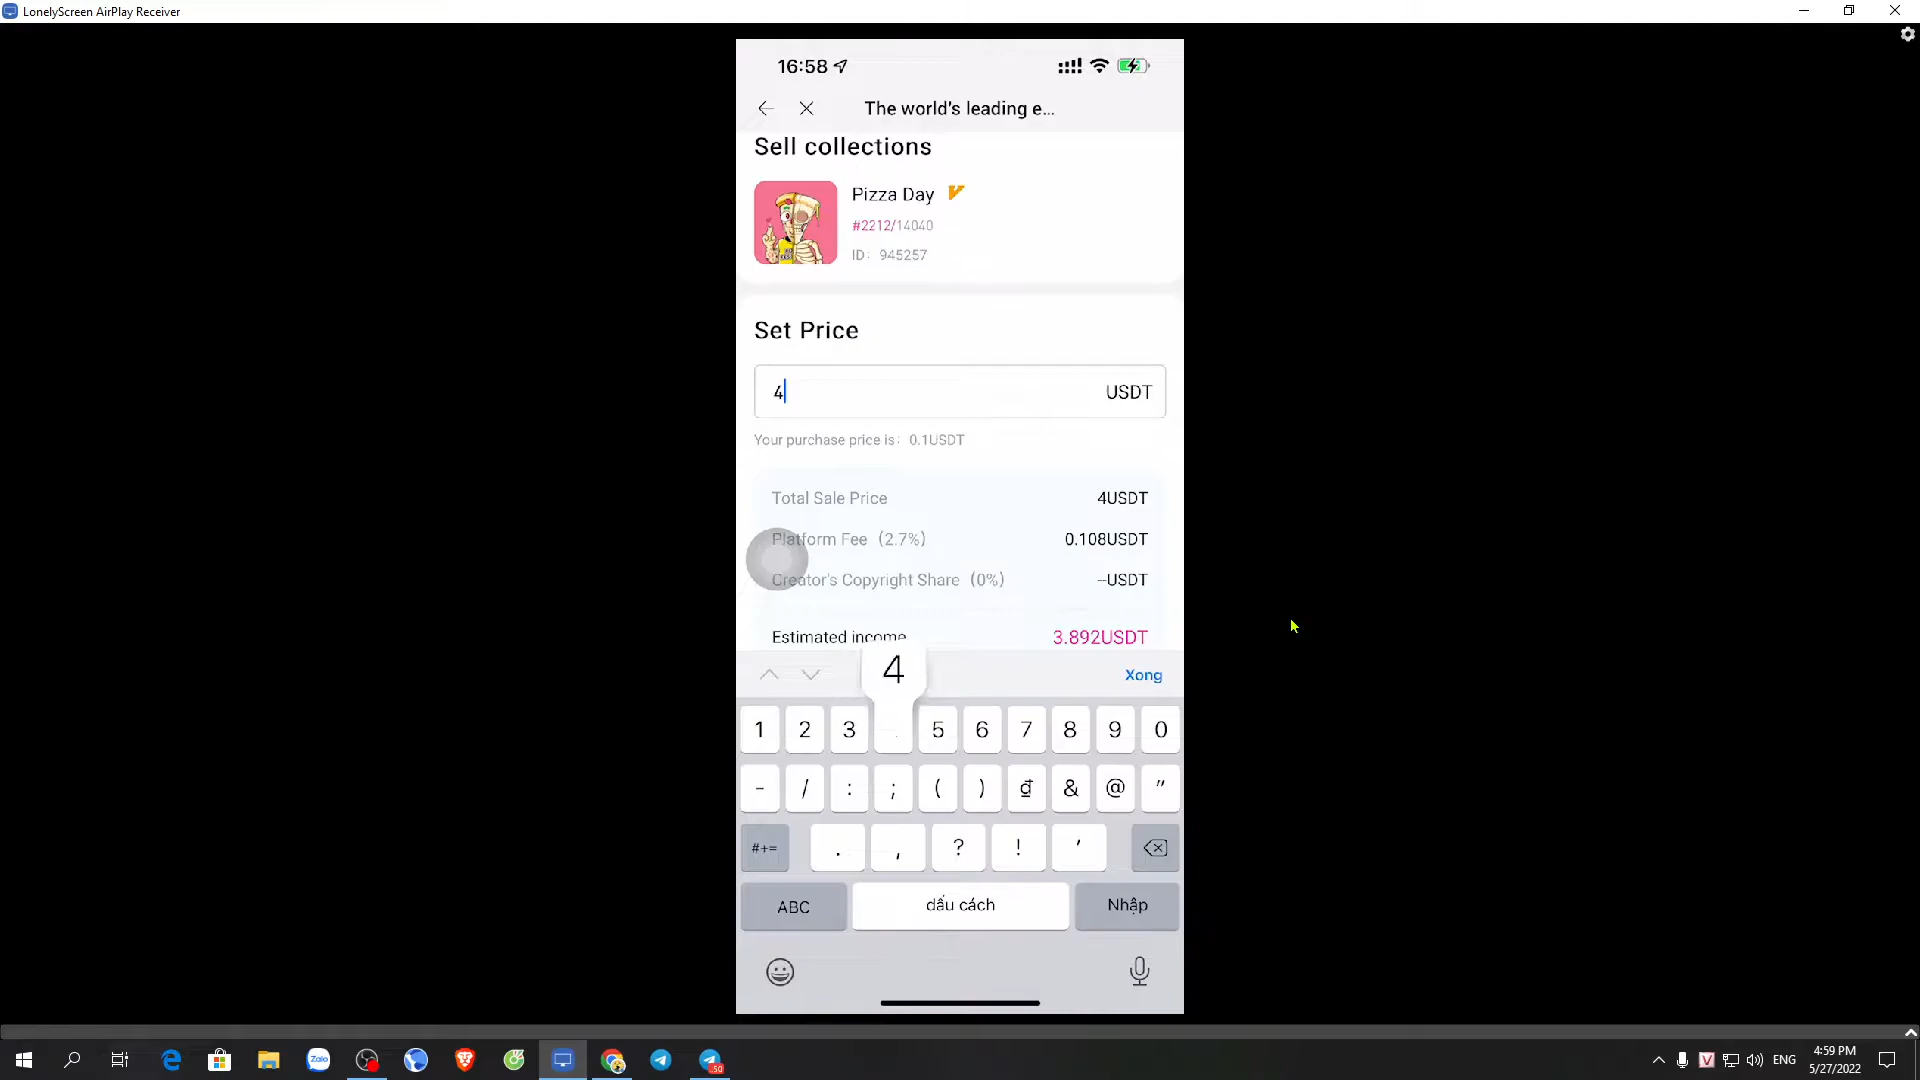 LonelyScreen AirPlay Receiver
16:58
The world's leading e...
Sell collections
Pizza Day
#2212/14040
ID: 945257
Set Price
4 USDT
Your purchase price is: 0.1USDT
Total Sale Price 4USDT
Platform Fee (2.7%) 0.108USDT
Creator's Copyright Share (0%) --USDT
Estimated income 3.892USDT
4
Xong
1 2 3 5 6 7 8 9 0
- / : ; ( ) ₫ & @ "
#+= . , ? ! '
ABC dấu cách Nhập
Zalo
50
V
ENG
4:59 PM
5/27/2022